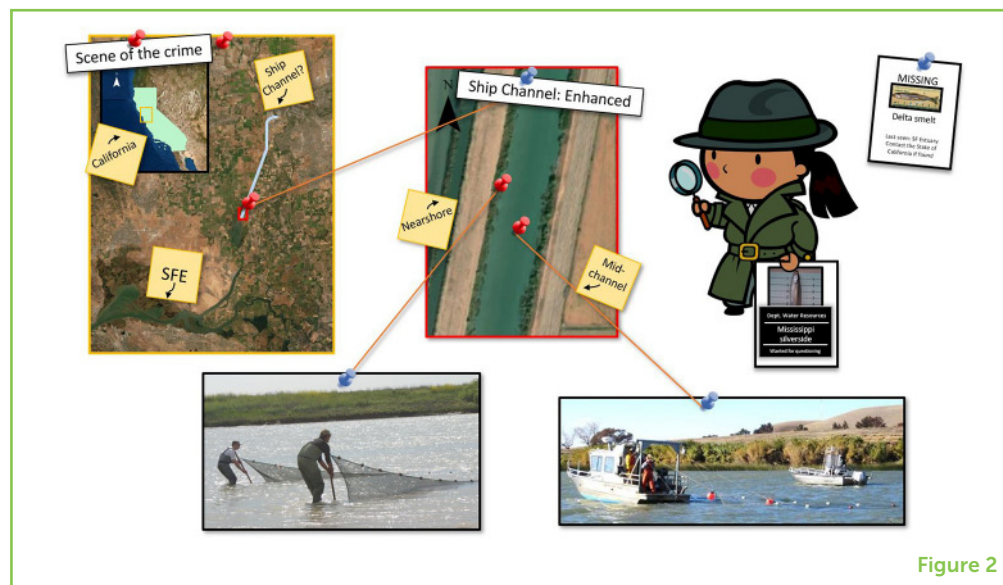 Scene of the crime
Ship
Channel?
California
SFE
N
Ship Channel: Enhanced
Nearshore
Mid-
channel
MISSING
Delta smelt
Last seen: SF Estuary
Contact the State of
California if found
Dept. Water Resources
Mississippi
silverside
Wanted for questioning
Figure 2